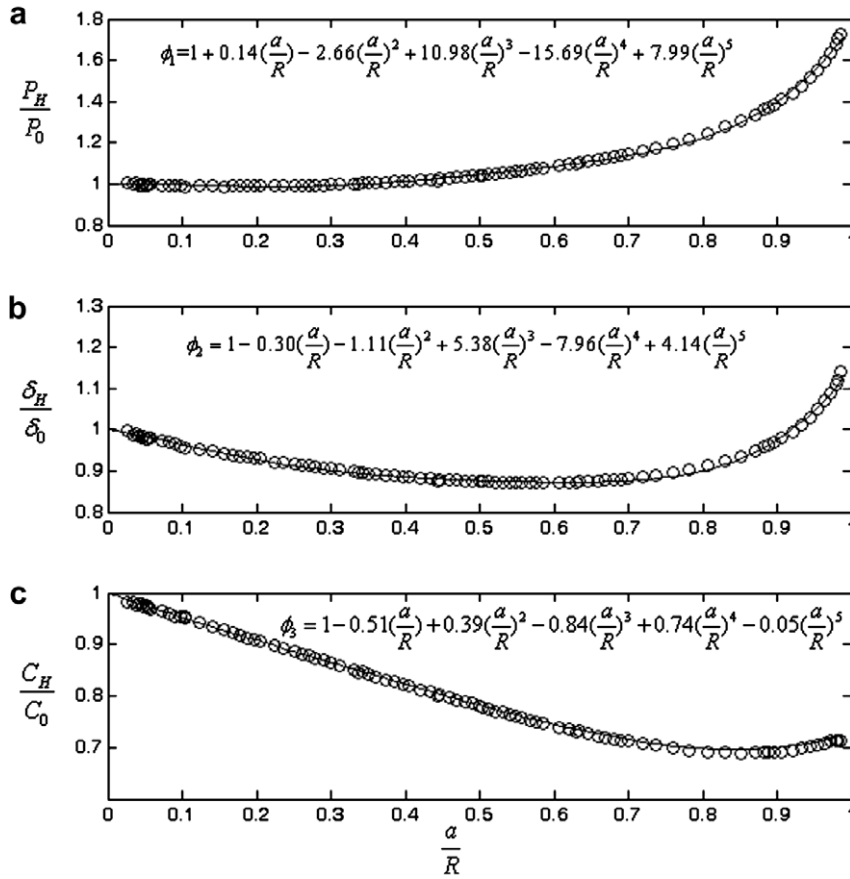 a
1.8
ϕ₁=1+0.14(a/R)−2.66(a/R)²+10.98(a/R)³−15.69(a/R)⁴+7.99(a/R)⁵
1.6
P_H/P_0
1.4
1.2
1
0.8
0 0.1 0.2 0.3 0.4 0.5 0.6 0.7 0.8 0.9 1
b
1.3
ϕ₂ = 1−0.30(a/R)−1.11(a/R)²+5.38(a/R)³−7.96(a/R)⁴+4.14(a/R)⁵
1.2
1.1
δ_H/δ_0
1
0.9
0.8
0 0.1 0.2 0.3 0.4 0.5 0.6 0.7 0.8 0.9 1
c
1
ϕ₃ = 1−0.51(a/R)+0.39(a/R)²−0.84(a/R)³+0.74(a/R)⁴−0.05(a/R)⁵
0.9
C_H/C_0
0.8
0.7
0 0.1 0.2 0.3 0.4 0.5 0.6 0.7 0.8 0.9 1
a/R